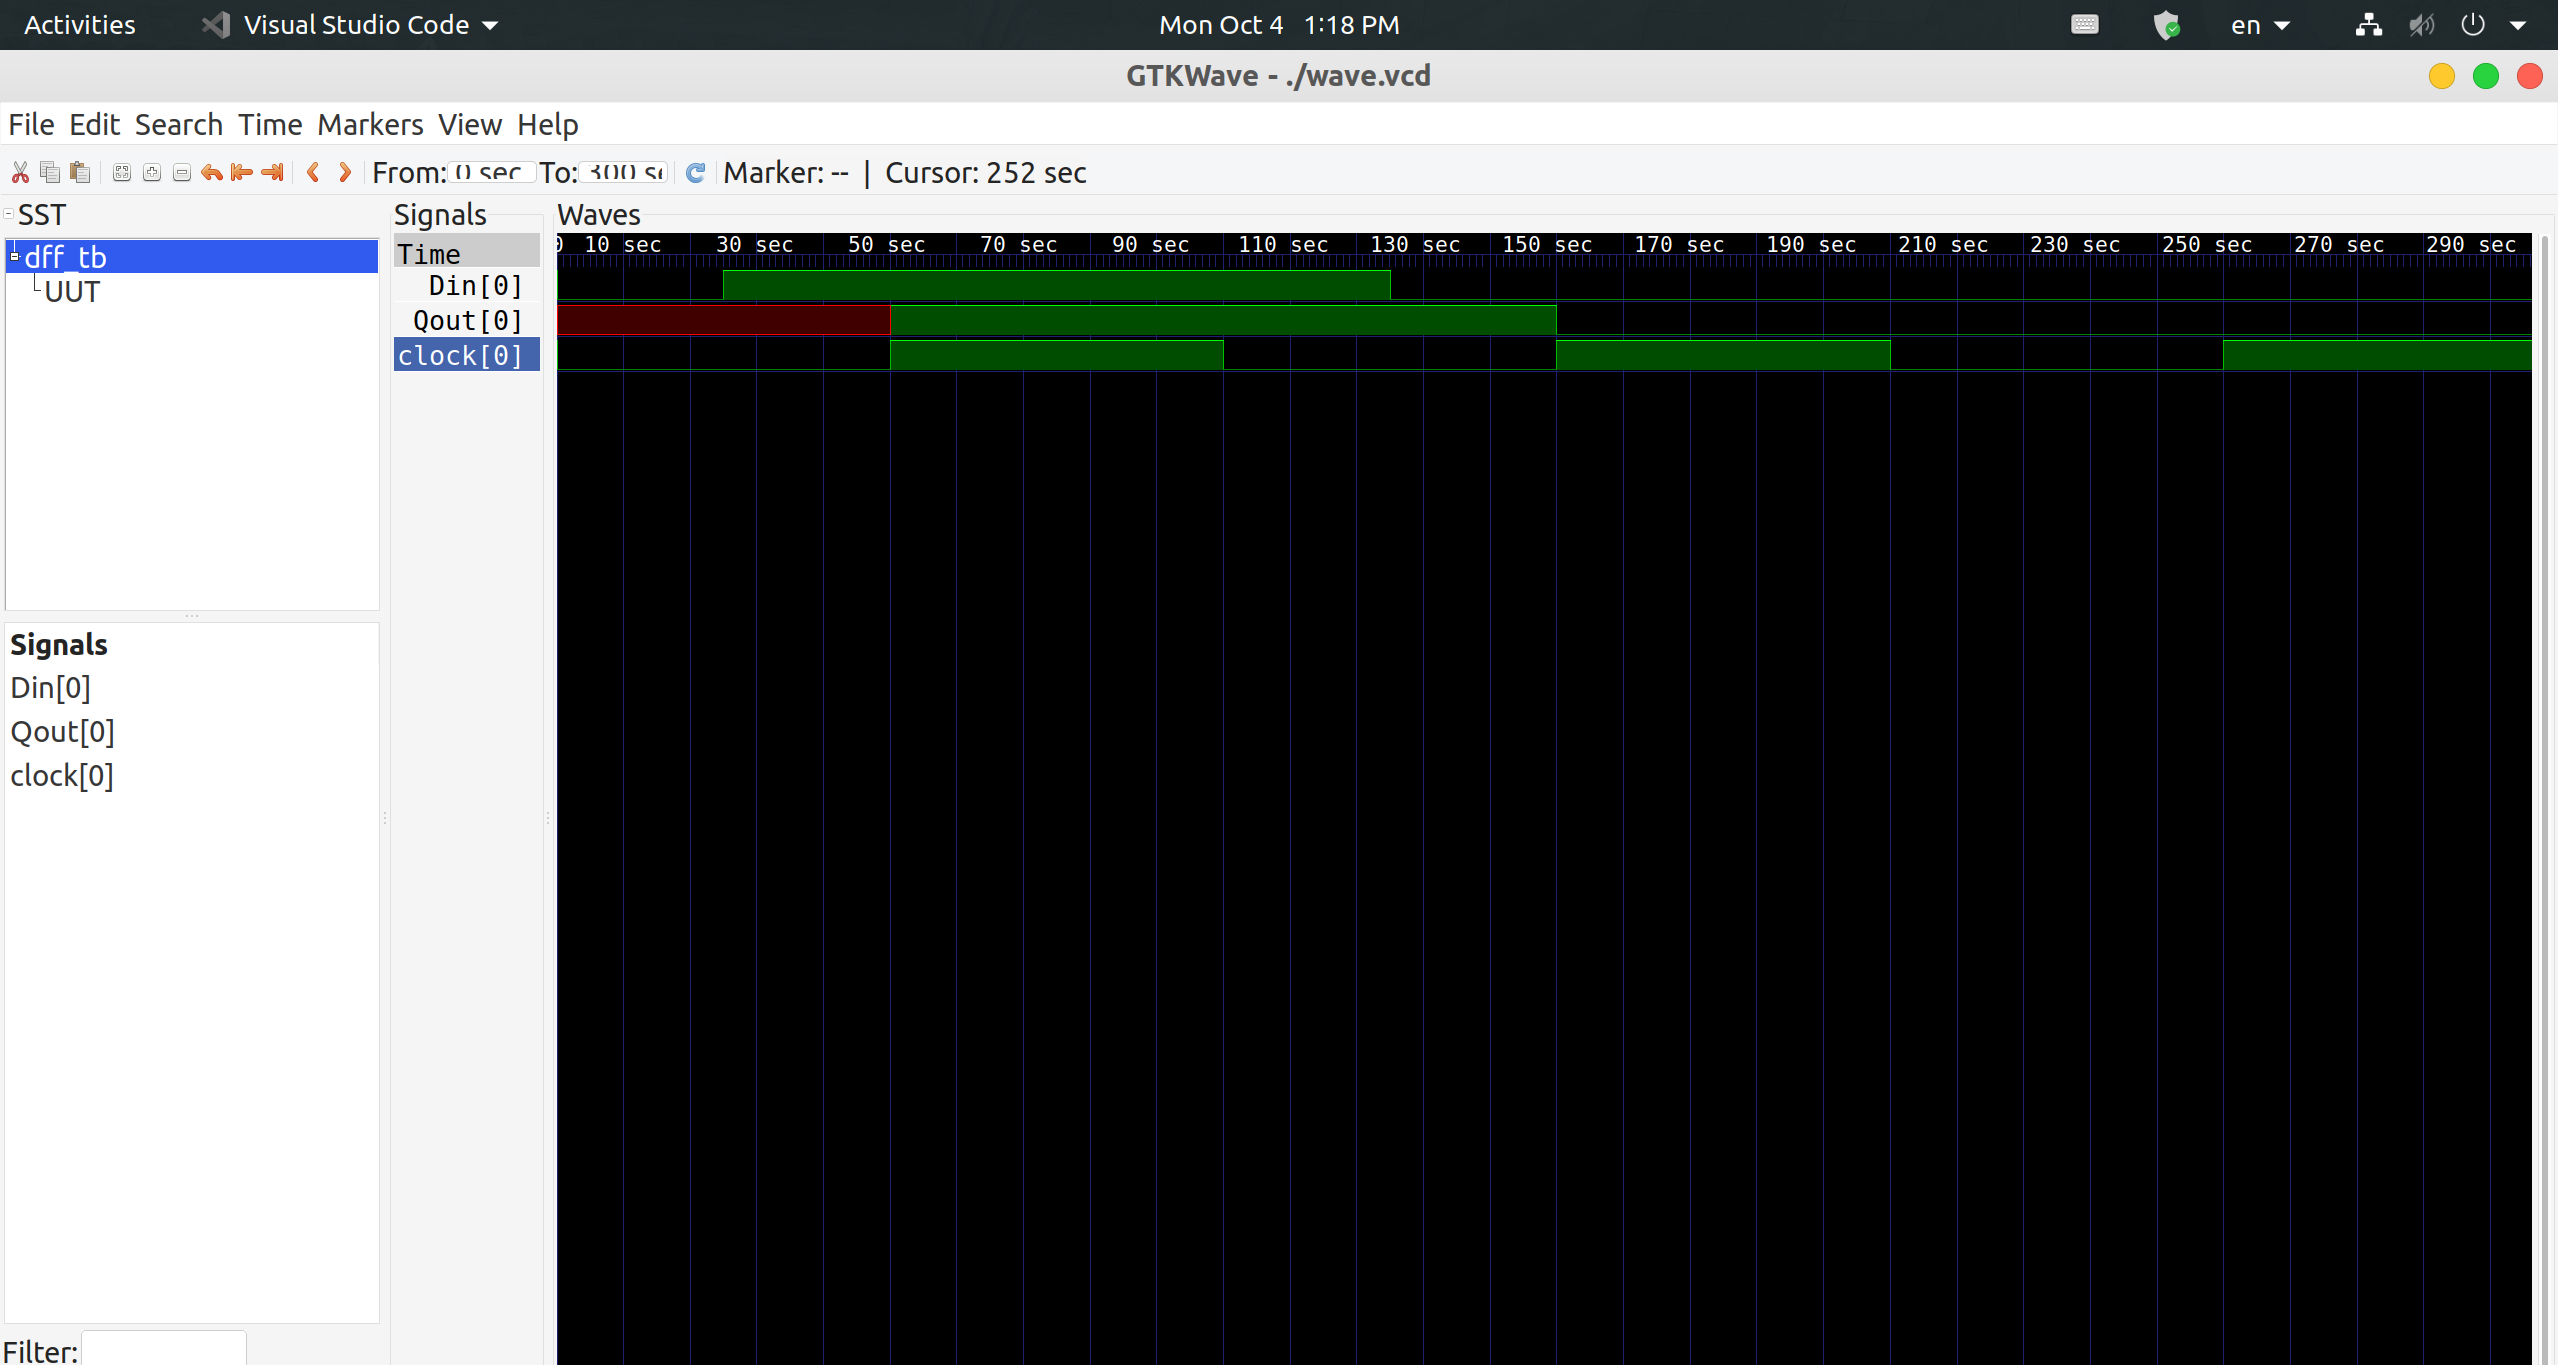 Activities Visual Studio Code Mon Oct 4 1:18 PM en
GTKWave - ./wave.vcd
File Edit Search Time Markers View Help
From: 0 sec To: 300 se Marker: -- | Cursor: 252 sec
SST
dff_tb
UUT
Signals
Time
Din[0]
Qout[0]
clock[0]
Waves
0 10 sec 30 sec 50 sec 70 sec 90 sec 110 sec 130 sec 150 sec 170 sec 190 sec 210 sec 230 sec 250 sec 270 sec 290 sec
Signals
Din[0]
Qout[0]
clock[0]
Filter: